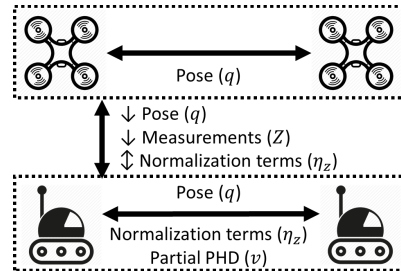 Pose (q)
↓ Pose (q)
↓ Measurements (Z)
↕ Normalization terms (η_z)
Pose (q)
Normalization terms (η_z)
Partial PHD (v)